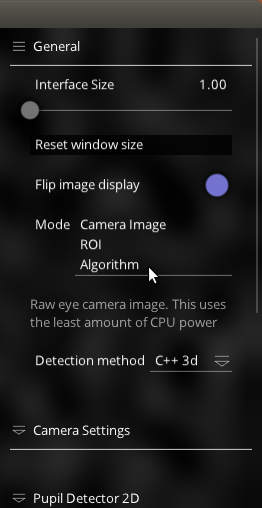 General
Interface Size 1.00
Reset window size
Flip image display
Mode Camera Image
ROI
Algorithm
Raw eye camera image. This uses
the least amount of CPU power
Detection method C++ 3d
Camera Settings
Pupil Detector 2D